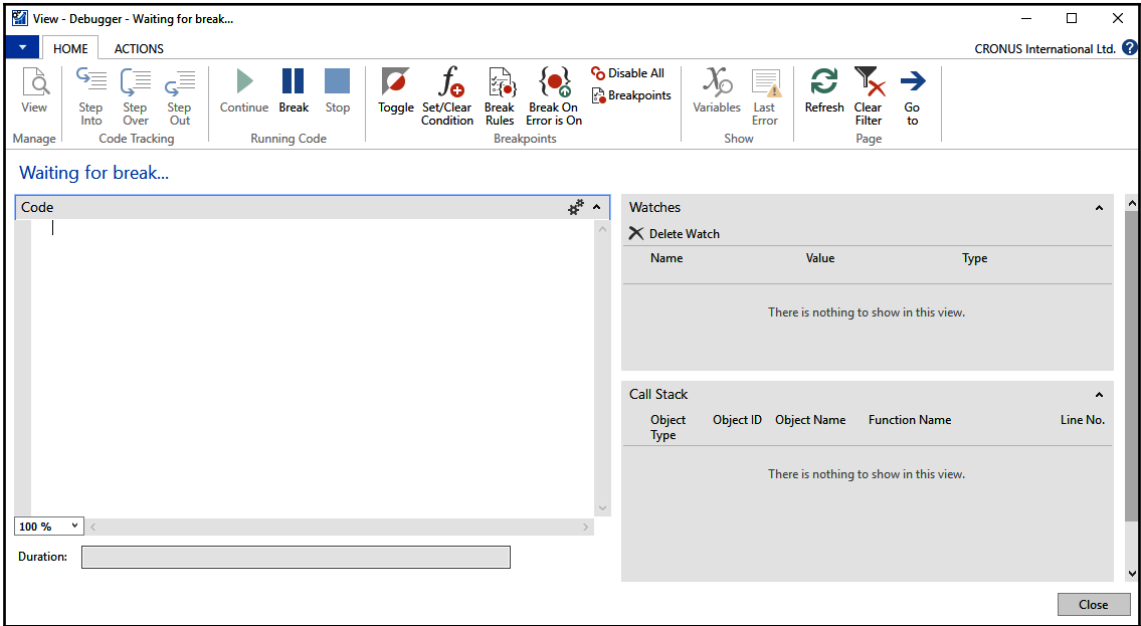 View - Debugger - Waiting for break...
HOME ACTIONS CRONUS International Ltd. ?
View Step Into Step Over Step Out Continue Break Stop Toggle Set/Clear Condition Break Rules Break On Error is On Disable All Breakpoints Variables Last Error Refresh Clear Filter Go to
Manage Code Tracking Running Code Breakpoints Show Page
Waiting for break...
Code
Watches
Delete Watch
Name Value Type
There is nothing to show in this view.
Call Stack
Object Type Object ID Object Name Function Name Line No.
There is nothing to show in this view.
100 %
Duration:
Close